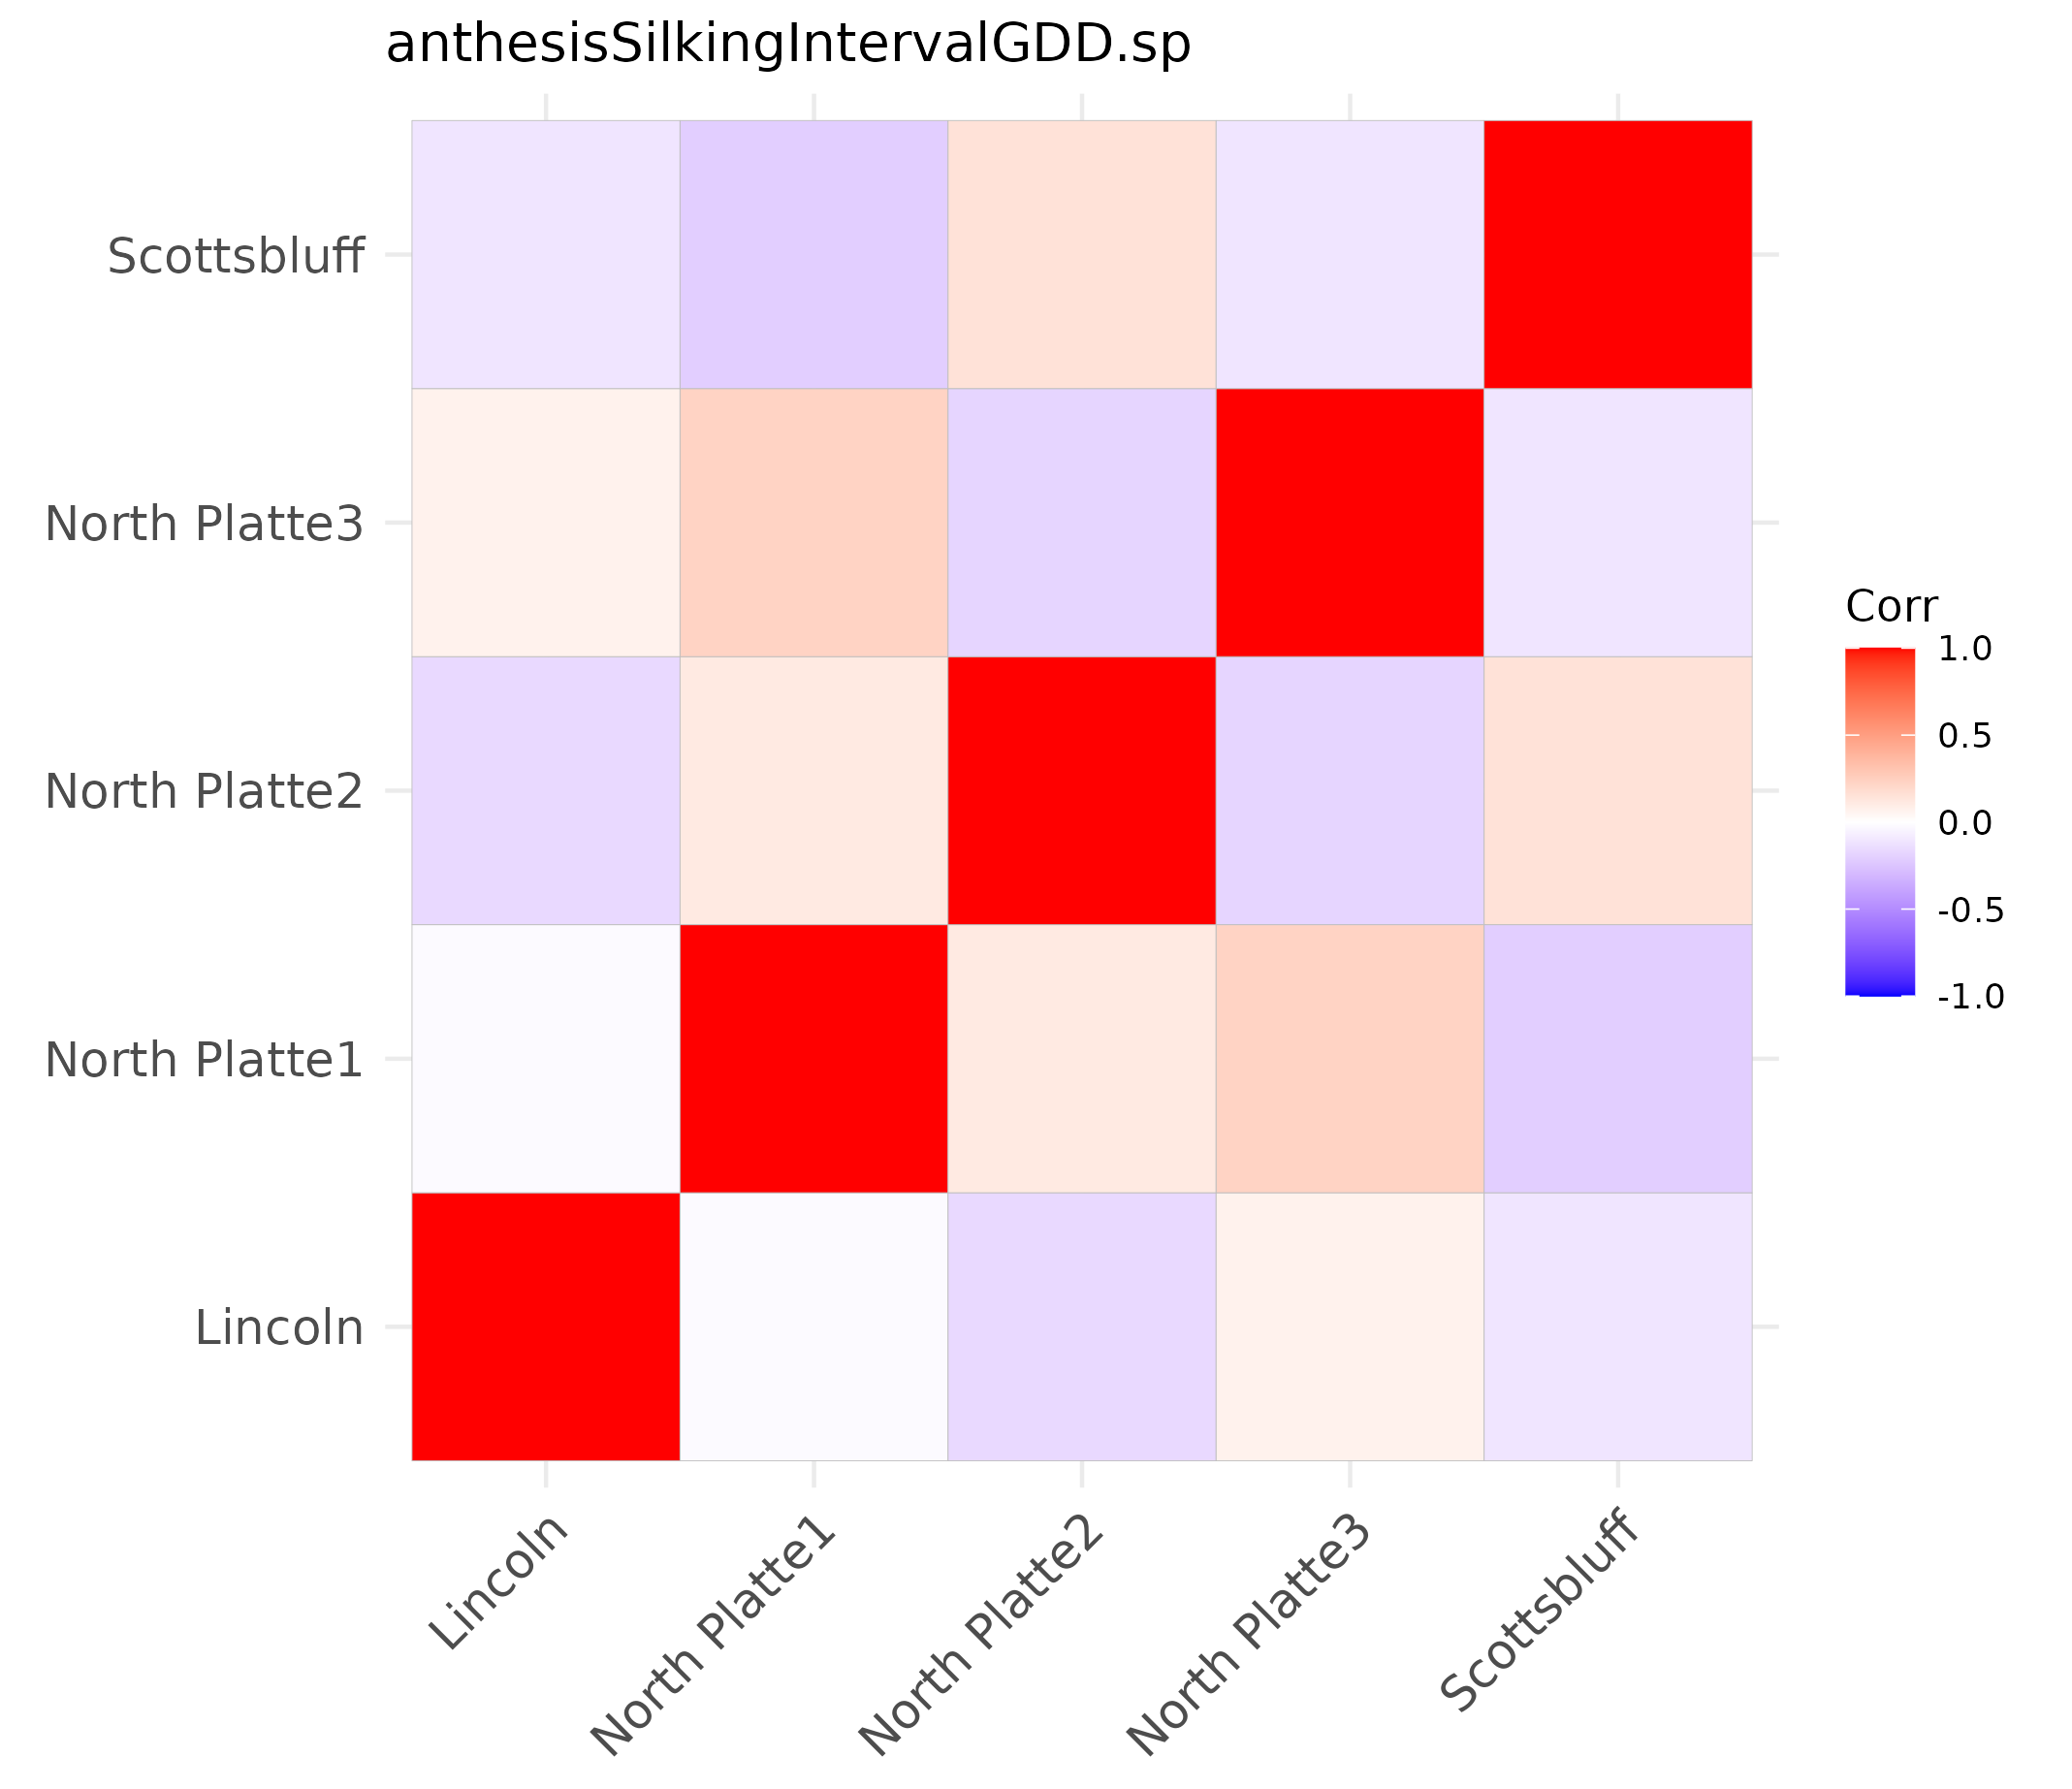 anthesisSilkingIntervalGDD.sp
Scottsbluff
North Platte3
North Platte2
North Platte1
Lincoln
Lincoln
North Platte1
North Platte2
North Platte3
Scottsbluff
Corr
1.0
0.5
0.0
-0.5
-1.0